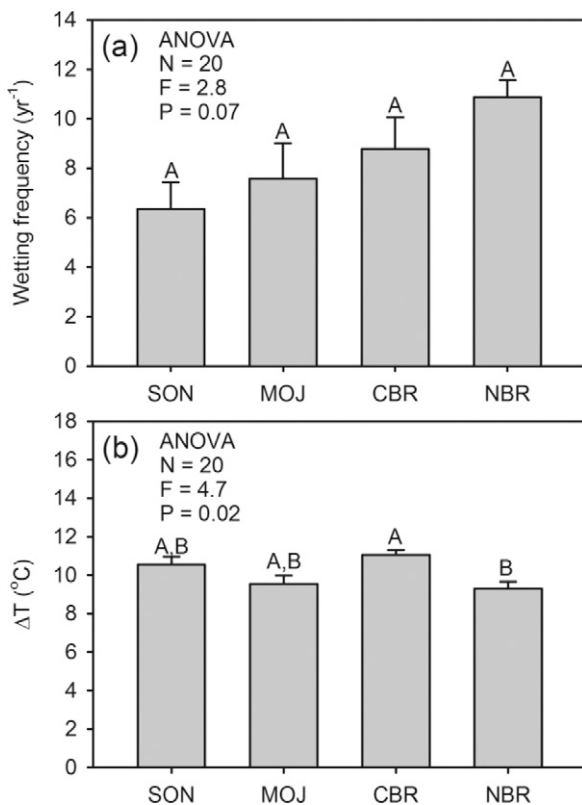 (a)
ANOVA
N = 20
F = 2.8
P = 0.07
A
A
A
A
Wetting frequency (yr⁻¹)
14
12
10
8
6
4
2
0
SON MOJ CBR NBR
(b)
ANOVA
N = 20
F = 4.7
P = 0.02
A,B
A,B
A
B
ΔT (°C)
18
16
14
12
10
8
6
4
2
0
SON MOJ CBR NBR